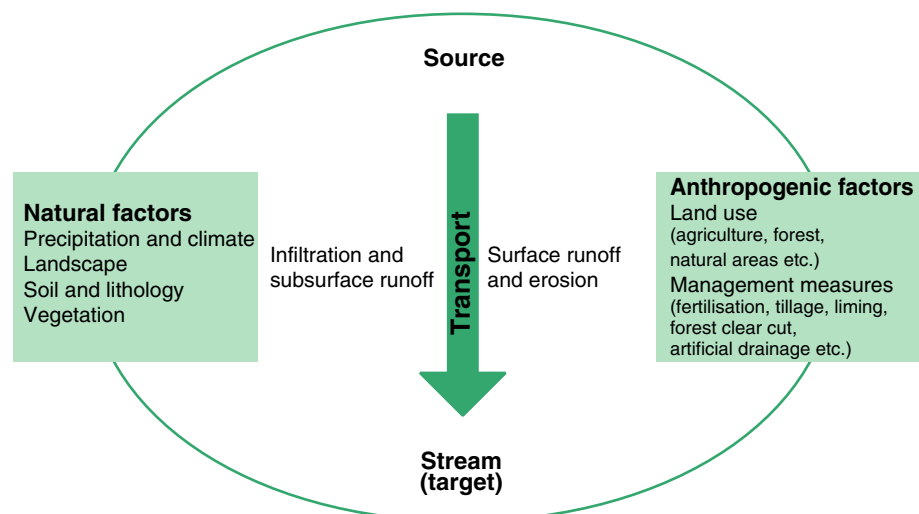 Source
Natural factors
Precipitation and climate
Landscape
Soil and lithology
Vegetation
Infiltration and
subsurface runoff
Transport
Surface runoff
and erosion
Anthropogenic factors
Land use
(agriculture, forest,
natural areas etc.)
Management measures
(fertilisation, tillage, liming,
forest clear cut,
artificial drainage etc.)
Stream
(target)